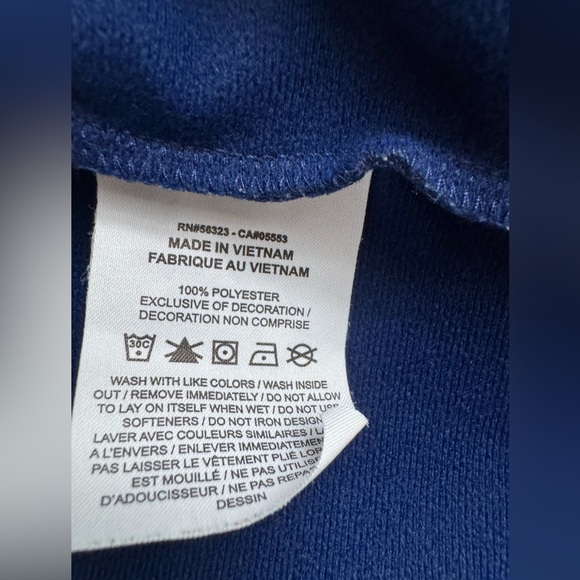 RN#56323 - CA#05553
MADE IN VIETNAM
FABRIQUE AU VIETNAM
100% POLYESTER
EXCLUSIVE OF DECORATION /
DECORATION NON COMPRISE
30C
WASH WITH LIKE COLORS / WASH INSIDE
OUT / REMOVE IMMEDIATELY / DO NOT ALLOW
TO LAY ON ITSELF WHEN WET / DO NOT USE
SOFTENERS / DO NOT IRON DESIGN
LAVER AVEC COULEURS SIMILAIRES /
A L'ENVERS / ENLEVER IMMEDIATEMEN
PAS LAISSER LE VÊTEMENT PLIÉ
EST MOUILLÉ / NE PAS UTILIS
D'ADOUCISSEUR / NE PAS REPA
DESSIN